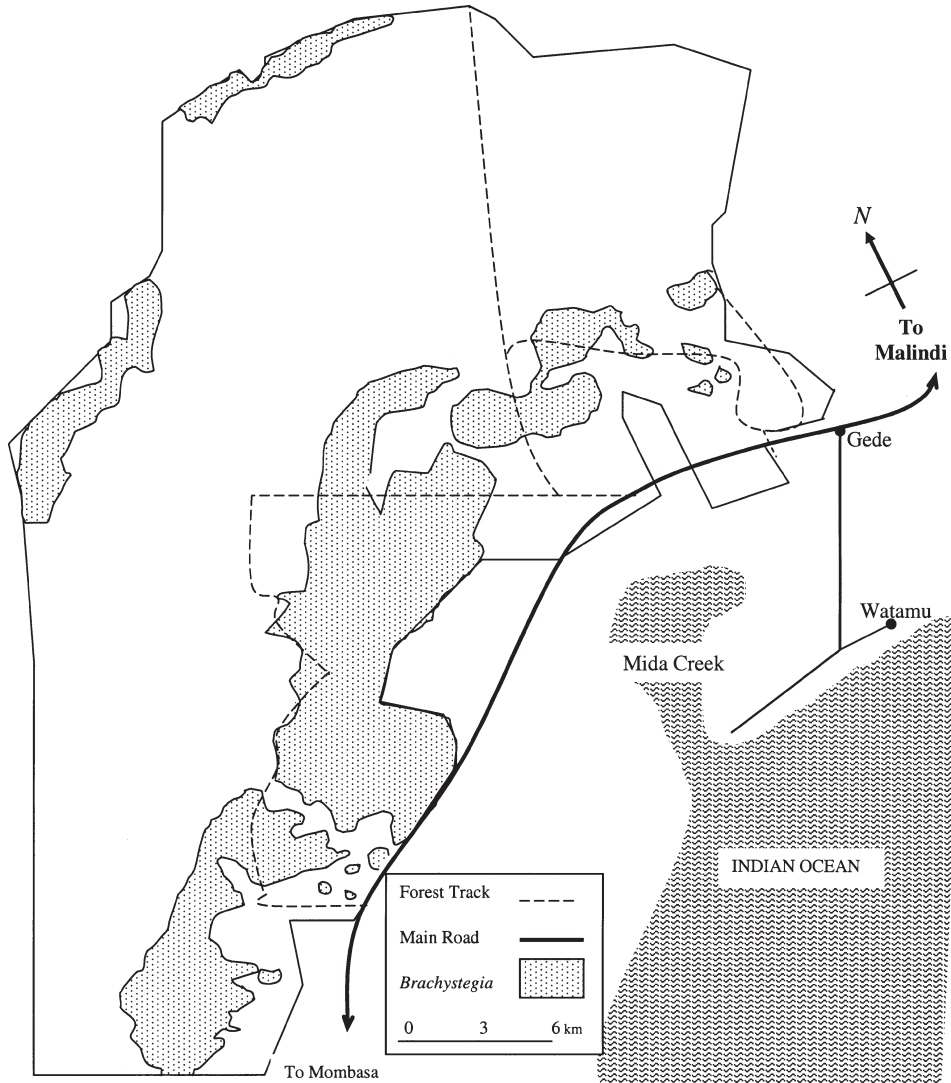 N
To
Malindi
Gede
Watamu
Mida Creek
INDIAN OCEAN
Forest Track
Main Road
Brachystegia
0 3 6 km
To Mombasa